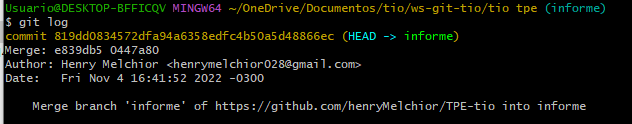 Usuario@DESKTOP-BFFICQV MINGW64 ~/OneDrive/Documentos/tio/ws-git-tio/tio tpe (informe)
$ git log
commit 819dd0834572dfa94a6358edfc4b50a5d48866ec (HEAD -> informe)
Merge: e839db5 0447a80
Author: Henry Melchior <henrymelchior028@gmail.com>
Date:   Fri Nov 4 16:41:52 2022 -0300
Merge branch 'informe' of https://github.com/henryMelchior/TPE-tio into informe